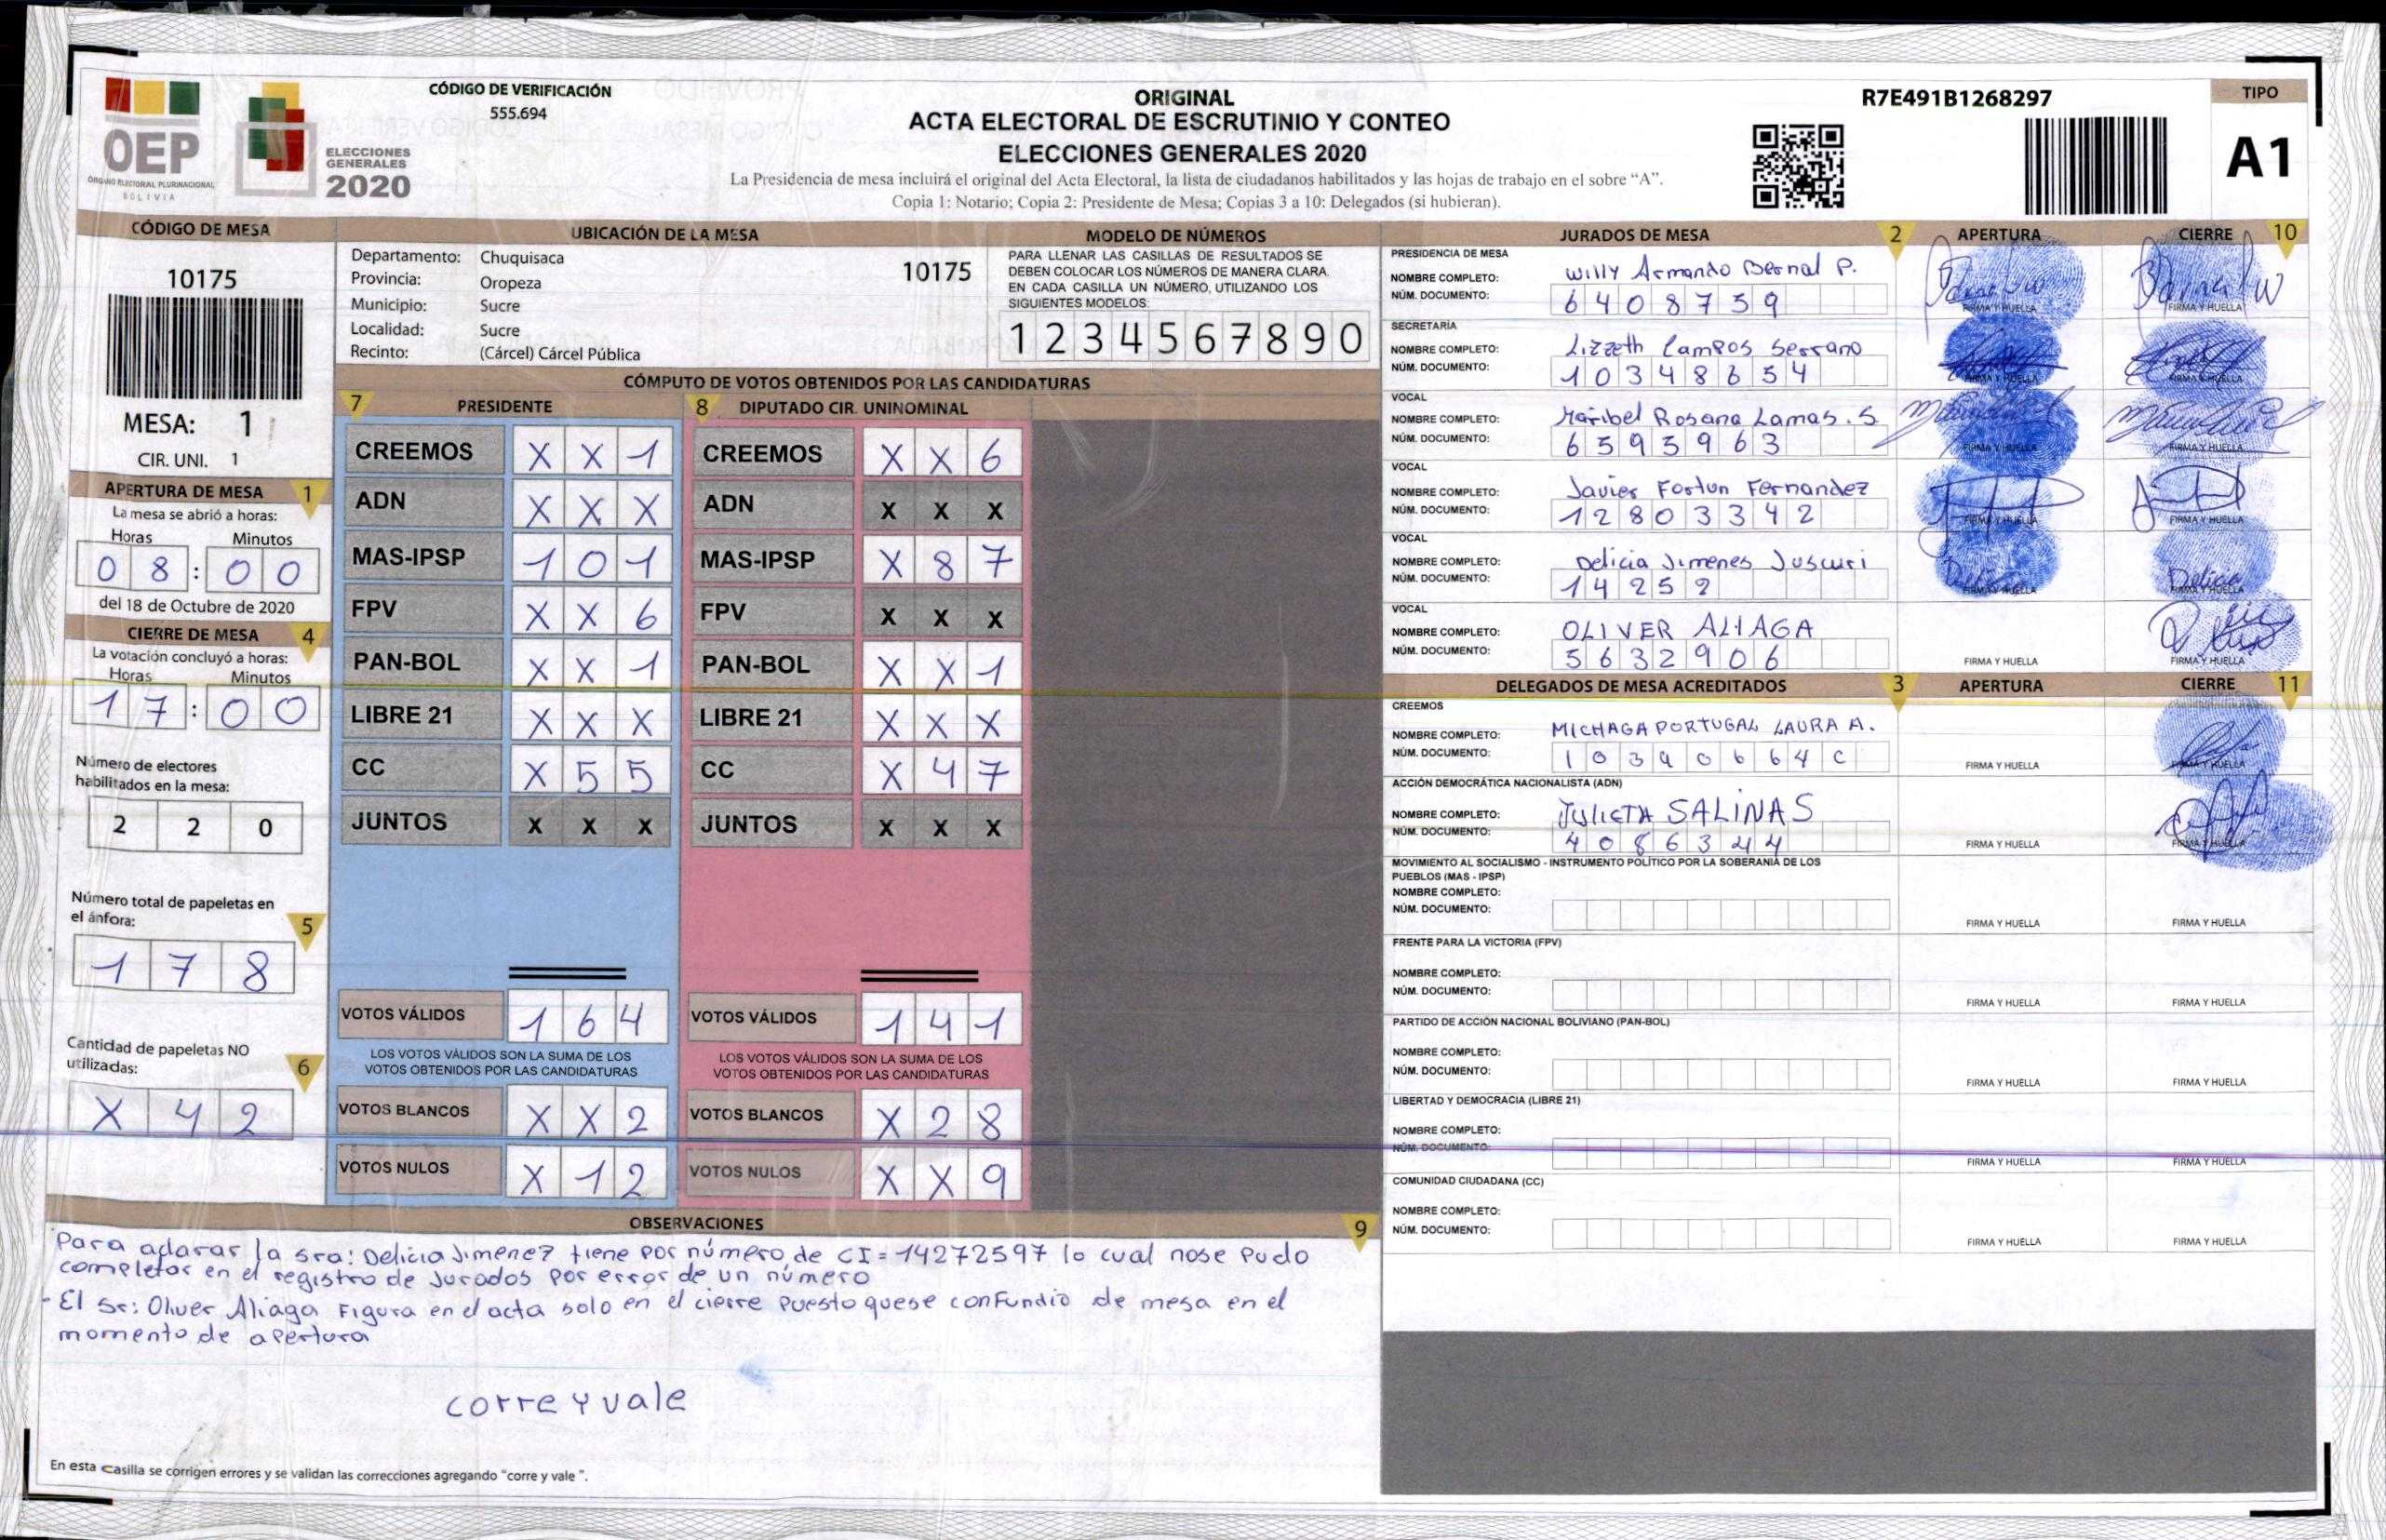 OEP
ÓRGANO ELECTORAL PLURINACIONAL
BOLIVIA
ELECCIONES
GENERALES
2020
CÓDIGO DE VERIFICACIÓN
555.694
ORIGINAL
ACTA ELECTORAL DE ESCRUTINIO Y CONTEO
ELECCIONES GENERALES 2020
La Presidencia de mesa incluirá el original del Acta Electoral, la lista de ciudadanos habilitados y las hojas de trabajo en el sobre “A”.
Copia 1: Notario; Copia 2: Presidente de Mesa; Copias 3 a 10: Delegados (si hubieran).
R7E491B1268297
TIPO
A1
CÓDIGO DE MESA
10175
MESA: 1
CIR. UNI. 1
APERTURA DE MESA 1
La mesa se abrió a horas:
Horas Minutos
0 8 : 0 0
del 18 de Octubre de 2020
CIERRE DE MESA 4
La votación concluyó a horas:
Horas Minutos
1 7 : 0 0
Número de electores
habilitados en la mesa:
2 2 0
Número total de papeletas en
el ánfora: 5
1 7 8
Cantidad de papeletas NO
utilizadas: 6
X 4 2
UBICACIÓN DE LA MESA
Departamento: Chuquisaca
10175
Provincia: Oropeza
Municipio: Sucre
Localidad: Sucre
Recinto: (Cárcel) Cárcel Pública
MODELO DE NÚMEROS
PARA LLENAR LAS CASILLAS DE RESULTADOS SE
DEBEN COLOCAR LOS NÚMEROS DE MANERA CLARA.
EN CADA CASILLA UN NÚMERO, UTILIZANDO LOS
SIGUIENTES MODELOS:
1 2 3 4 5 6 7 8 9 0
CÓMPUTO DE VOTOS OBTENIDOS POR LAS CANDIDATURAS
7 PRESIDENTE
CREEMOS X X 1
ADN X X X
MAS-IPSP 1 0 1
FPV X X 6
PAN-BOL X X 1
LIBRE 21 X X X
CC X 5 5
JUNTOS X X X
VOTOS VÁLIDOS 1 6 4
LOS VOTOS VÁLIDOS SON LA SUMA DE LOS
VOTOS OBTENIDOS POR LAS CANDIDATURAS
VOTOS BLANCOS X X 2
VOTOS NULOS X 1 2
8 DIPUTADO CIR. UNINOMINAL
CREEMOS X X 6
ADN X X X
MAS-IPSP X 8 7
FPV X X X
PAN-BOL X X 1
LIBRE 21 X X X
CC X 4 7
JUNTOS X X X
VOTOS VÁLIDOS 1 4 1
LOS VOTOS VÁLIDOS SON LA SUMA DE LOS
VOTOS OBTENIDOS POR LAS CANDIDATURAS
VOTOS BLANCOS X 2 8
VOTOS NULOS X X 9
JURADOS DE MESA 2 APERTURA CIERRE 10
PRESIDENCIA DE MESA
NOMBRE COMPLETO: Willy Armando Bernal P.
NÚM. DOCUMENTO: 6 4 0 8 7 5 9
FIRMA Y HUELLA FIRMA Y HUELLA
SECRETARÍA
NOMBRE COMPLETO: Lizzeth Campos Serrano
NÚM. DOCUMENTO: 1 0 3 4 8 6 5 4
FIRMA Y HUELLA FIRMA Y HUELLA
VOCAL
NOMBRE COMPLETO: Maribel Rosana Lamas. S
NÚM. DOCUMENTO: 6 5 9 5 9 6 3
FIRMA Y HUELLA FIRMA Y HUELLA
VOCAL
NOMBRE COMPLETO: Javier Fortun Fernandez
NÚM. DOCUMENTO: 1 2 8 0 3 3 4 2
FIRMA Y HUELLA FIRMA Y HUELLA
VOCAL
NOMBRE COMPLETO: Delicia Jimenes Juscuri
NÚM. DOCUMENTO: 1 4 2 5 2
FIRMA Y HUELLA FIRMA Y HUELLA
VOCAL
NOMBRE COMPLETO: OLIVER ALIAGA
NÚM. DOCUMENTO: 5 6 3 2 9 0 6
FIRMA Y HUELLA FIRMA Y HUELLA
DELEGADOS DE MESA ACREDITADOS 3 APERTURA CIERRE 11
CREEMOS
NOMBRE COMPLETO: MICHAGA PORTUGAL LAURA A.
NÚM. DOCUMENTO: 1 0 3 9 0 6 6 4 C
FIRMA Y HUELLA FIRMA Y HUELLA
ACCIÓN DEMOCRÁTICA NACIONALISTA (ADN)
NOMBRE COMPLETO: JULIETA SALINAS
NÚM. DOCUMENTO: 4 0 8 6 3 4 4
FIRMA Y HUELLA FIRMA Y HUELLA
MOVIMIENTO AL SOCIALISMO - INSTRUMENTO POLÍTICO POR LA SOBERANÍA DE LOS
PUEBLOS (MAS - IPSP)
NOMBRE COMPLETO:
NÚM. DOCUMENTO:
FIRMA Y HUELLA FIRMA Y HUELLA
FRENTE PARA LA VICTORIA (FPV)
NOMBRE COMPLETO:
NÚM. DOCUMENTO:
FIRMA Y HUELLA FIRMA Y HUELLA
PARTIDO DE ACCIÓN NACIONAL BOLIVIANO (PAN-BOL)
NOMBRE COMPLETO:
NÚM. DOCUMENTO:
FIRMA Y HUELLA FIRMA Y HUELLA
LIBERTAD Y DEMOCRACIA (LIBRE 21)
NOMBRE COMPLETO:
NÚM. DOCUMENTO:
FIRMA Y HUELLA FIRMA Y HUELLA
COMUNIDAD CIUDADANA (CC)
NOMBRE COMPLETO:
NÚM. DOCUMENTO:
FIRMA Y HUELLA FIRMA Y HUELLA
OBSERVACIONES 9
Para aclarar la sra: Delicia Jimenez tiene por número de CI = 14272597 lo cual nose pudo
completar en el registro de Jurados por error de un número
- El Sr: Oliver Aliaga Figura en el acta solo en el cierre puesto quese confundio de mesa en el
momento de apertura
corre y vale
En esta casilla se corrigen errores y se validan las correcciones agregando “corre y vale”.